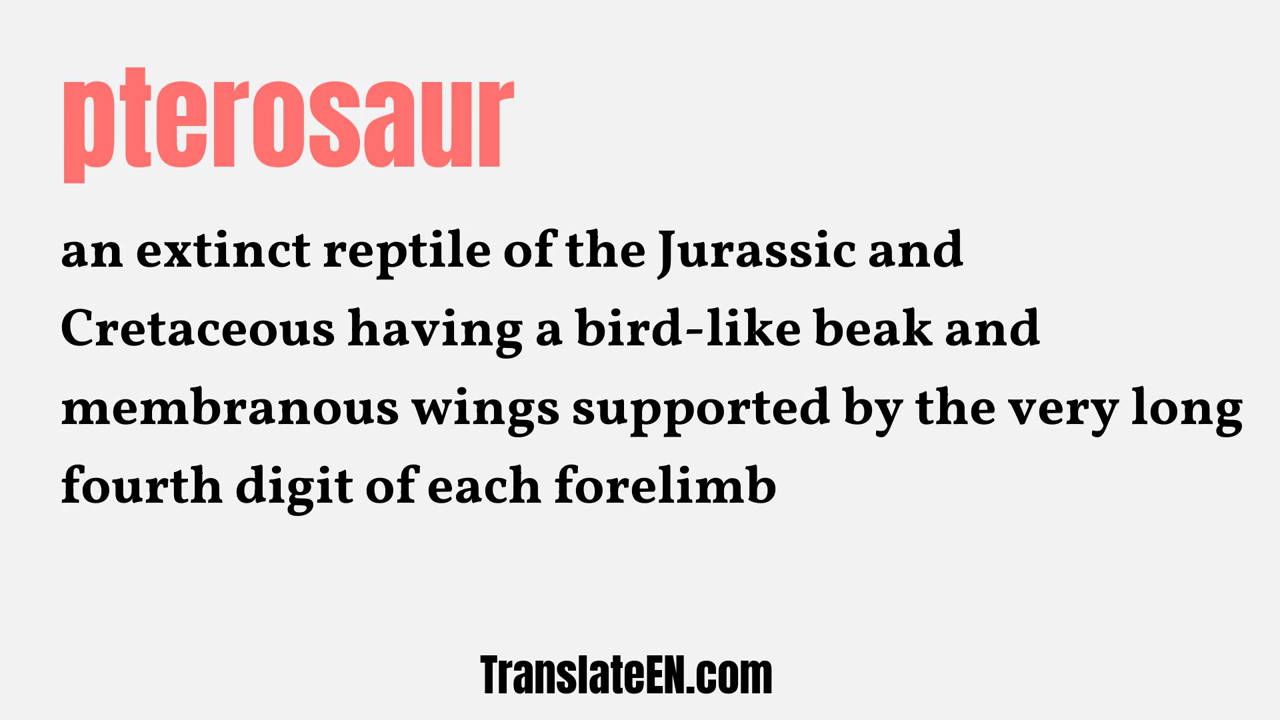 pterosaur
an extinct reptile of the Jurassic and
Cretaceous having a bird-like beak and
membranous wings supported by the very long
fourth digit of each forelimb
TranslateEN.com